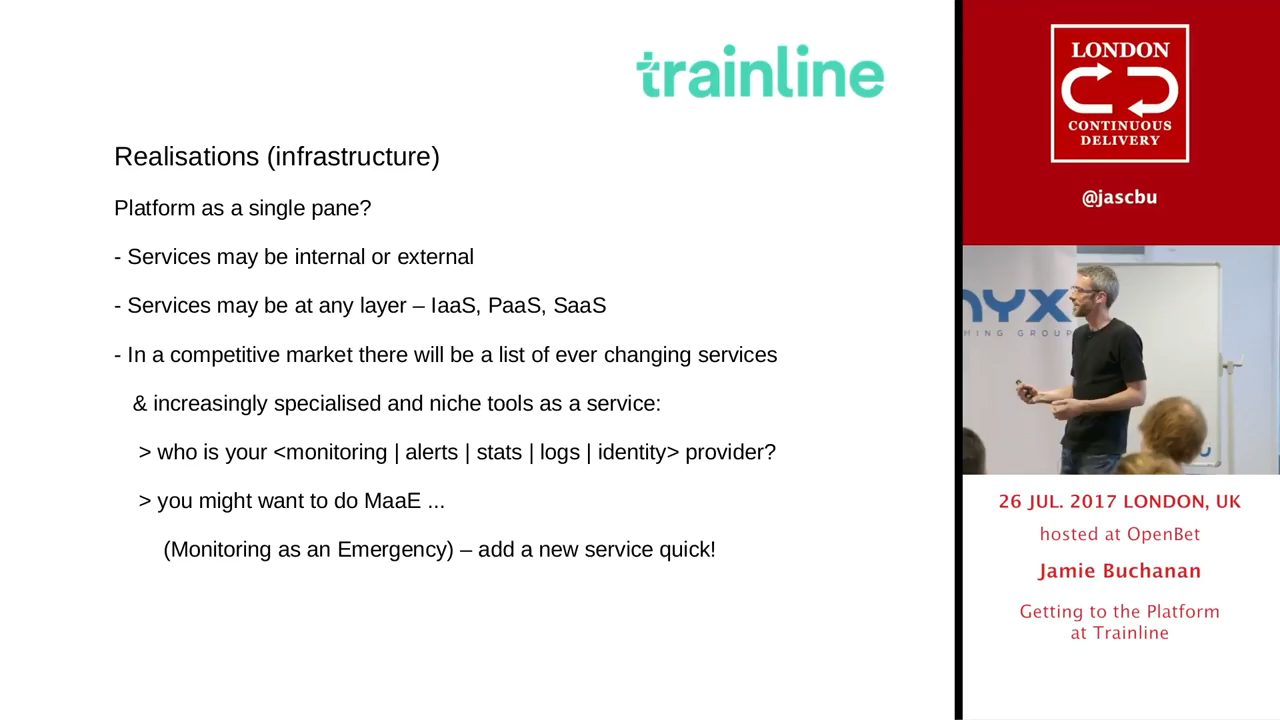 trainline
Realisations (infrastructure)
Platform as a single pane?
- Services may be internal or external
- Services may be at any layer – IaaS, PaaS, SaaS
- In a competitive market there will be a list of ever changing services
& increasingly specialised and niche tools as a service:
> who is your <monitoring | alerts | stats | logs | identity> provider?
> you might want to do MaaE ...
(Monitoring as an Emergency) – add a new service quick!
LONDON
CONTINUOUS
DELIVERY
@jascbu
NYX
MING GROUP
26 JUL. 2017 LONDON, UK
hosted at OpenBet
Jamie Buchanan
Getting to the Platform
at Trainline